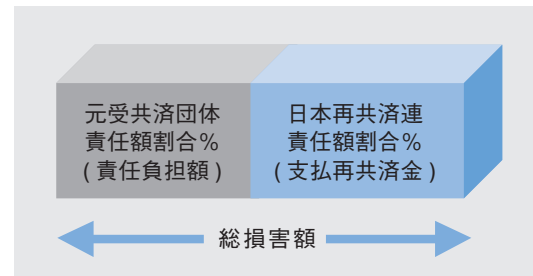 元受共済団体
責任額割合%
(責任負担額)
日本再共済連
責任額割合%
(支払再共済金)
総損害額